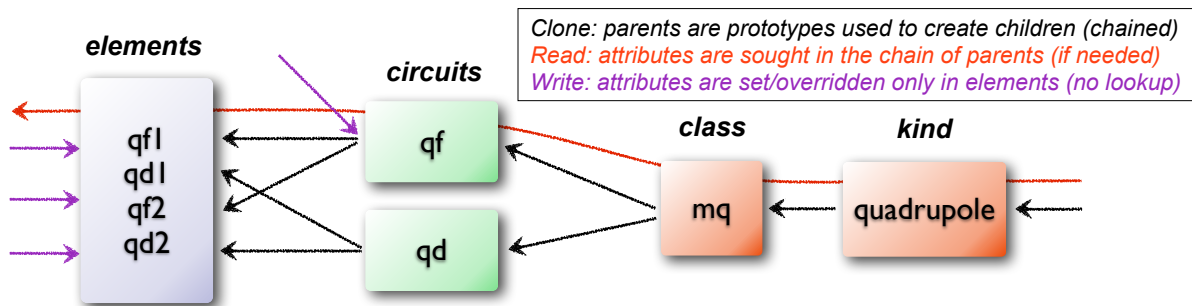 Clone: parents are prototypes used to create children (chained)
Read: attributes are sought in the chain of parents (if needed)
Write: attributes are set/overridden only in elements (no lookup)
elements
circuits
class
kind
qf1
qd1
qf2
qd2
qf
qd
mq
quadrupole